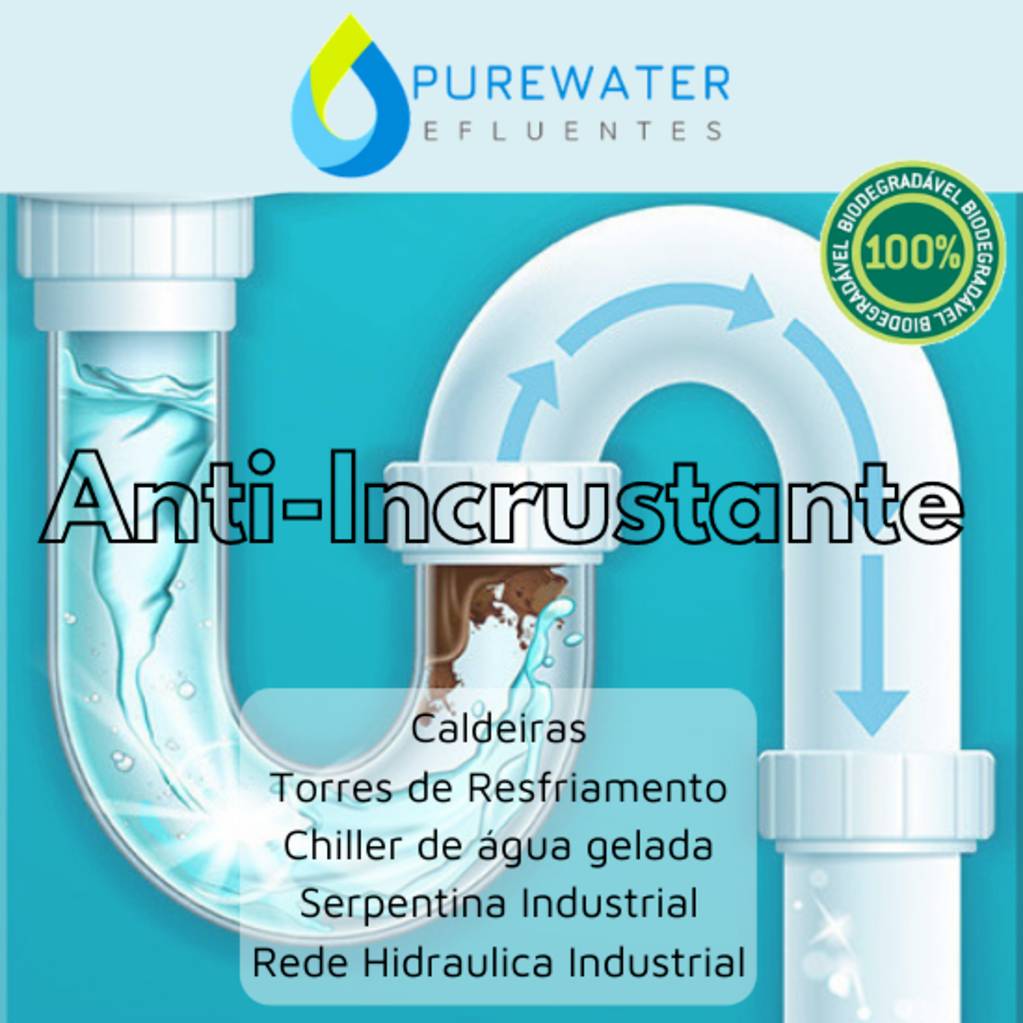 PUREWATER
EFLUENTES
BIODEGRADÁVEL BIODEGRADÁVEL BIODEGRADÁVEL
100%
Anti-Incrustante
Caldeiras
Torres de Resfriamento
Chiller de água gelada
Serpentina Industrial
Rede Hidraulica Industrial